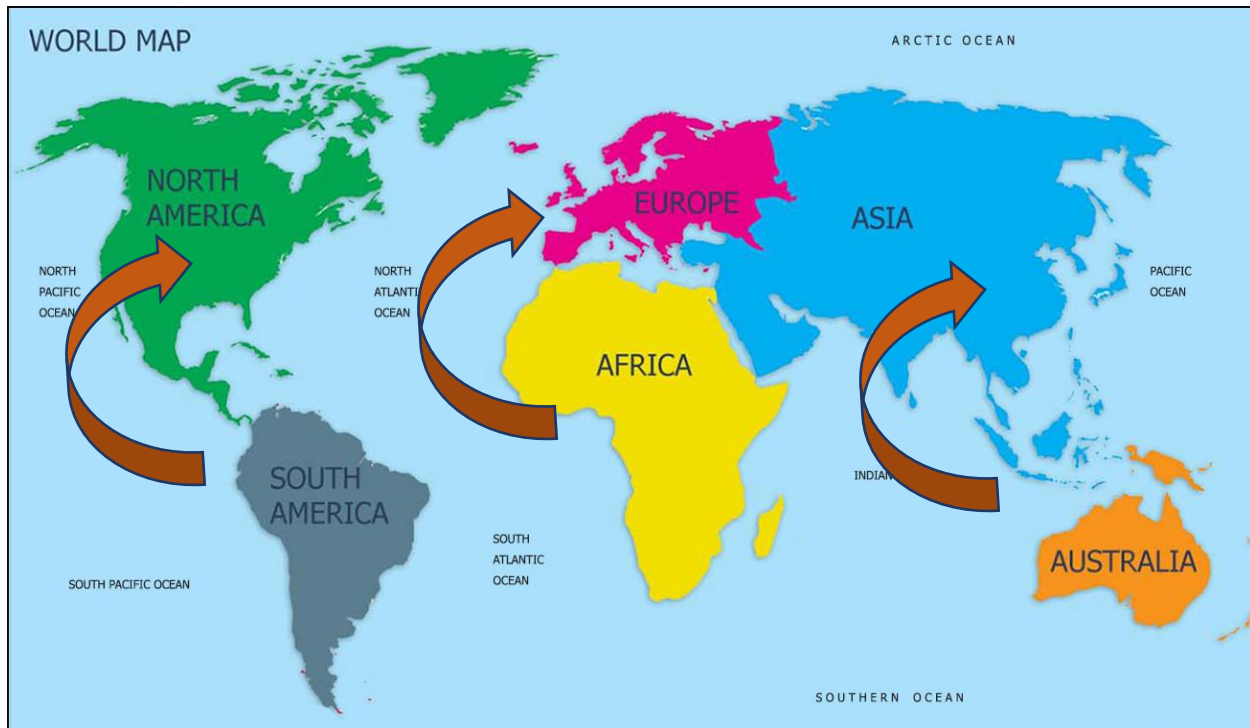 WORLD MAP
ARCTIC OCEAN
NORTH
AMERICA
EUROPE
ASIA
NORTH
PACIFIC
OCEAN
NORTH
ATLANTI
OCEAN
PACIFIC
OCEAN
AFRICA
SOUTH
AMERICA
INDIAN
SOUTH
ATLANTIC
OCEAN
AUSTRALIA
SOUTH PACIFIC OCEAN
SOUTHERN OCEAN